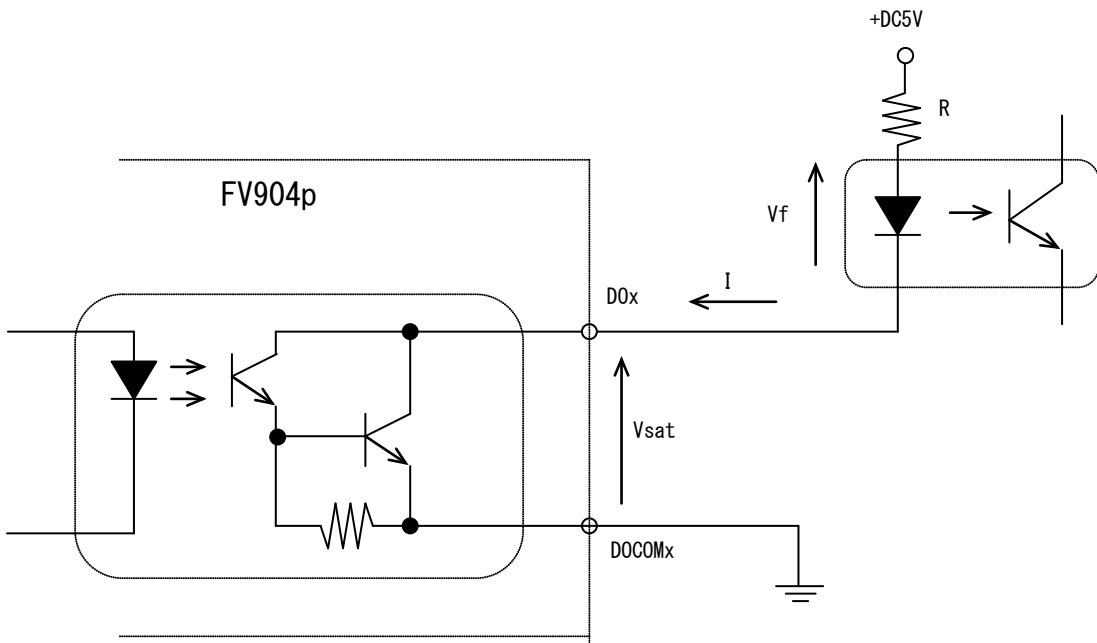 +DC5V
R
FV904p
Vf
I
DOx
Vsat
DOCOMx